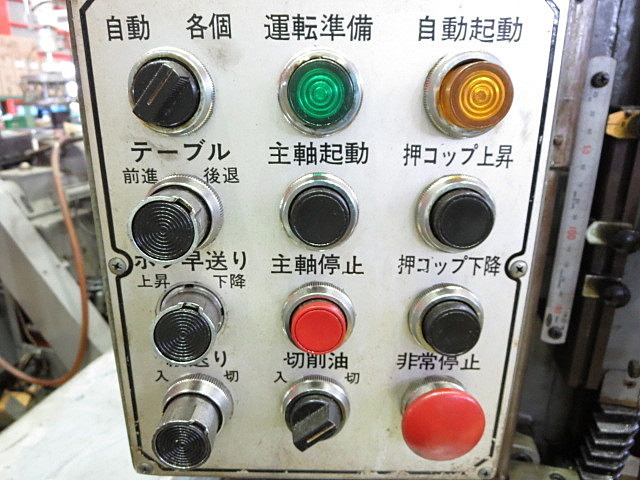 自動 各個 運転準備 自動起動
テーブル 主軸起動 押コップ上昇
前進 後退
早送り 主軸停止 押コップ下降
上昇 下降
送り 切削油 非常停止
入 切 入 切